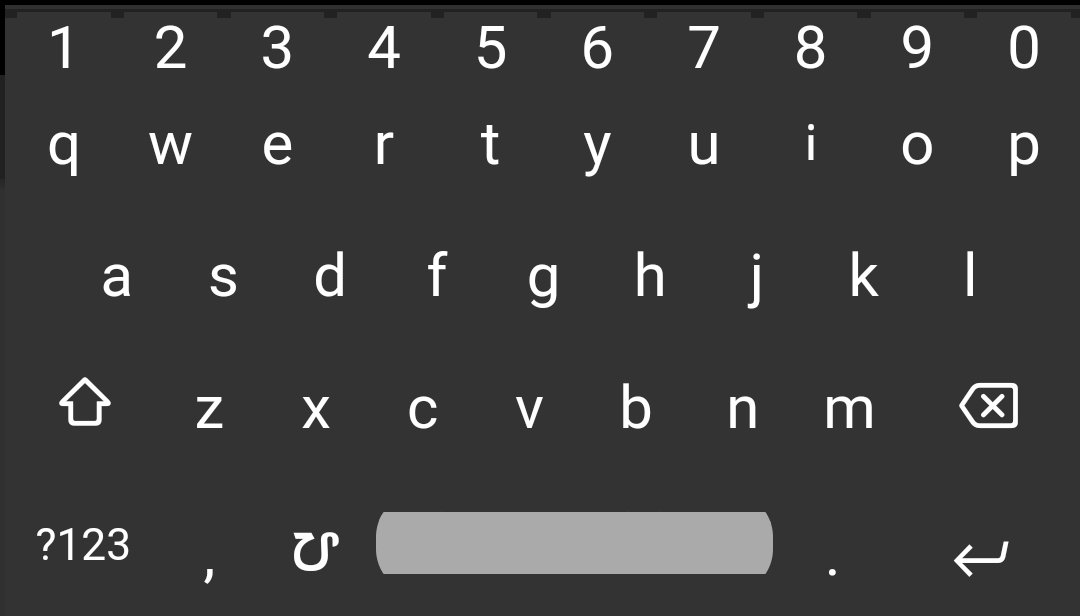 1 2 3 4 5 6 7 8 9 0
q w e r t y u i o p
a s d f g h j k l
z x c v b n m
?123 , .